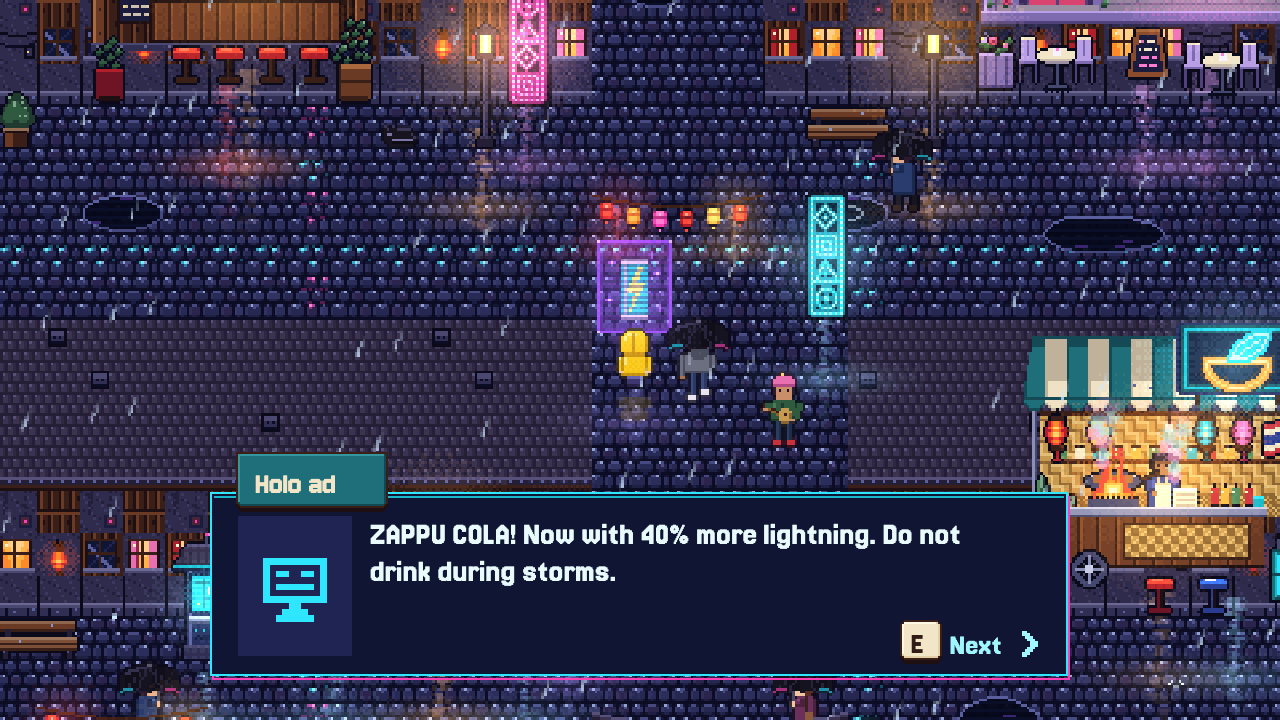 Holo ad
ZAPPU COLA! Now with 40% more lightning. Do not
drink during storms.
E Next